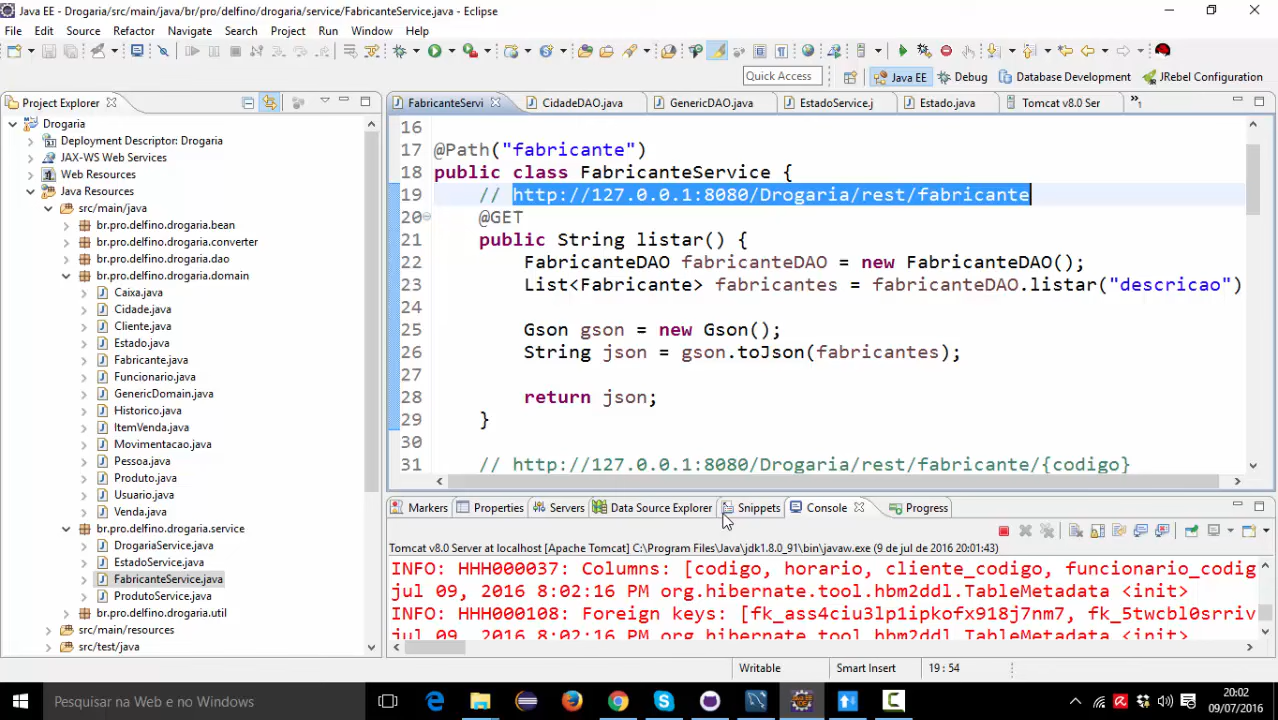 Java EE - Drogaria/src/main/java/br/pro/delfino/drogaria/service/FabricanteService.java - Eclipse
File Edit Source Refactor Navigate Search Project Run Window Help
Quick Access Java EE Debug Database Development JRebel Configuration
Project Explorer
Drogaria
Deployment Descriptor: Drogaria
JAX-WS Web Services
Web Resources
Java Resources
src/main/java
br.pro.delfino.drogaria.bean
br.pro.delfino.drogaria.converter
br.pro.delfino.drogaria.dao
br.pro.delfino.drogaria.domain
Caixa.java
Cidade.java
Cliente.java
Estado.java
Fabricante.java
Funcionario.java
GenericDomain.java
Historico.java
ItemVenda.java
Movimentacao.java
Pessoa.java
Produto.java
Usuario.java
Venda.java
br.pro.delfino.drogaria.service
DrogariaService.java
EstadoService.java
FabricanteService.java
ProdutoService.java
br.pro.delfino.drogaria.util
src/main/resources
src/test/java
FabricanteServi CidadeDAO.java GenericDAO.java EstadoService.j Estado.java Tomcat v8.0 Ser »1
16
17 @Path("fabricante")
18 public class FabricanteService {
19 // http://127.0.0.1:8080/Drogaria/rest/fabricante
20 @GET
21 public String listar() {
22 FabricanteDAO fabricanteDAO = new FabricanteDAO();
23 List<Fabricante> fabricantes = fabricanteDAO.listar("descricao")
24
25 Gson gson = new Gson();
26 String json = gson.toJson(fabricantes);
27
28 return json;
29 }
30
31 // http://127.0.0.1:8080/Drogaria/rest/fabricante/{codigo}
Markers Properties Servers Data Source Explorer Snippets Console Progress
Tomcat v8.0 Server at localhost [Apache Tomcat] C:\Program Files\Java\jdk1.8.0_91\bin\javaw.exe (9 de jul de 2016 20:01:43)
INFO: HHH000037: Columns: [codigo, horario, cliente_codigo, funcionario_codig
jul 09, 2016 8:02:16 PM org.hibernate.tool.hbm2ddl.TableMetadata <init>
INFO: HHH000108: Foreign keys: [fk_ass4ciu3lp1ipkofx918j7nm7, fk_5twcbl0srriv
jul 09, 2016 8:02:16 PM org.hibernate.tool.hbm2ddl.TableMetadata <init>
Writable Smart Insert 19 : 54
Pesquisar na Web e no Windows
20:02
09/07/2016